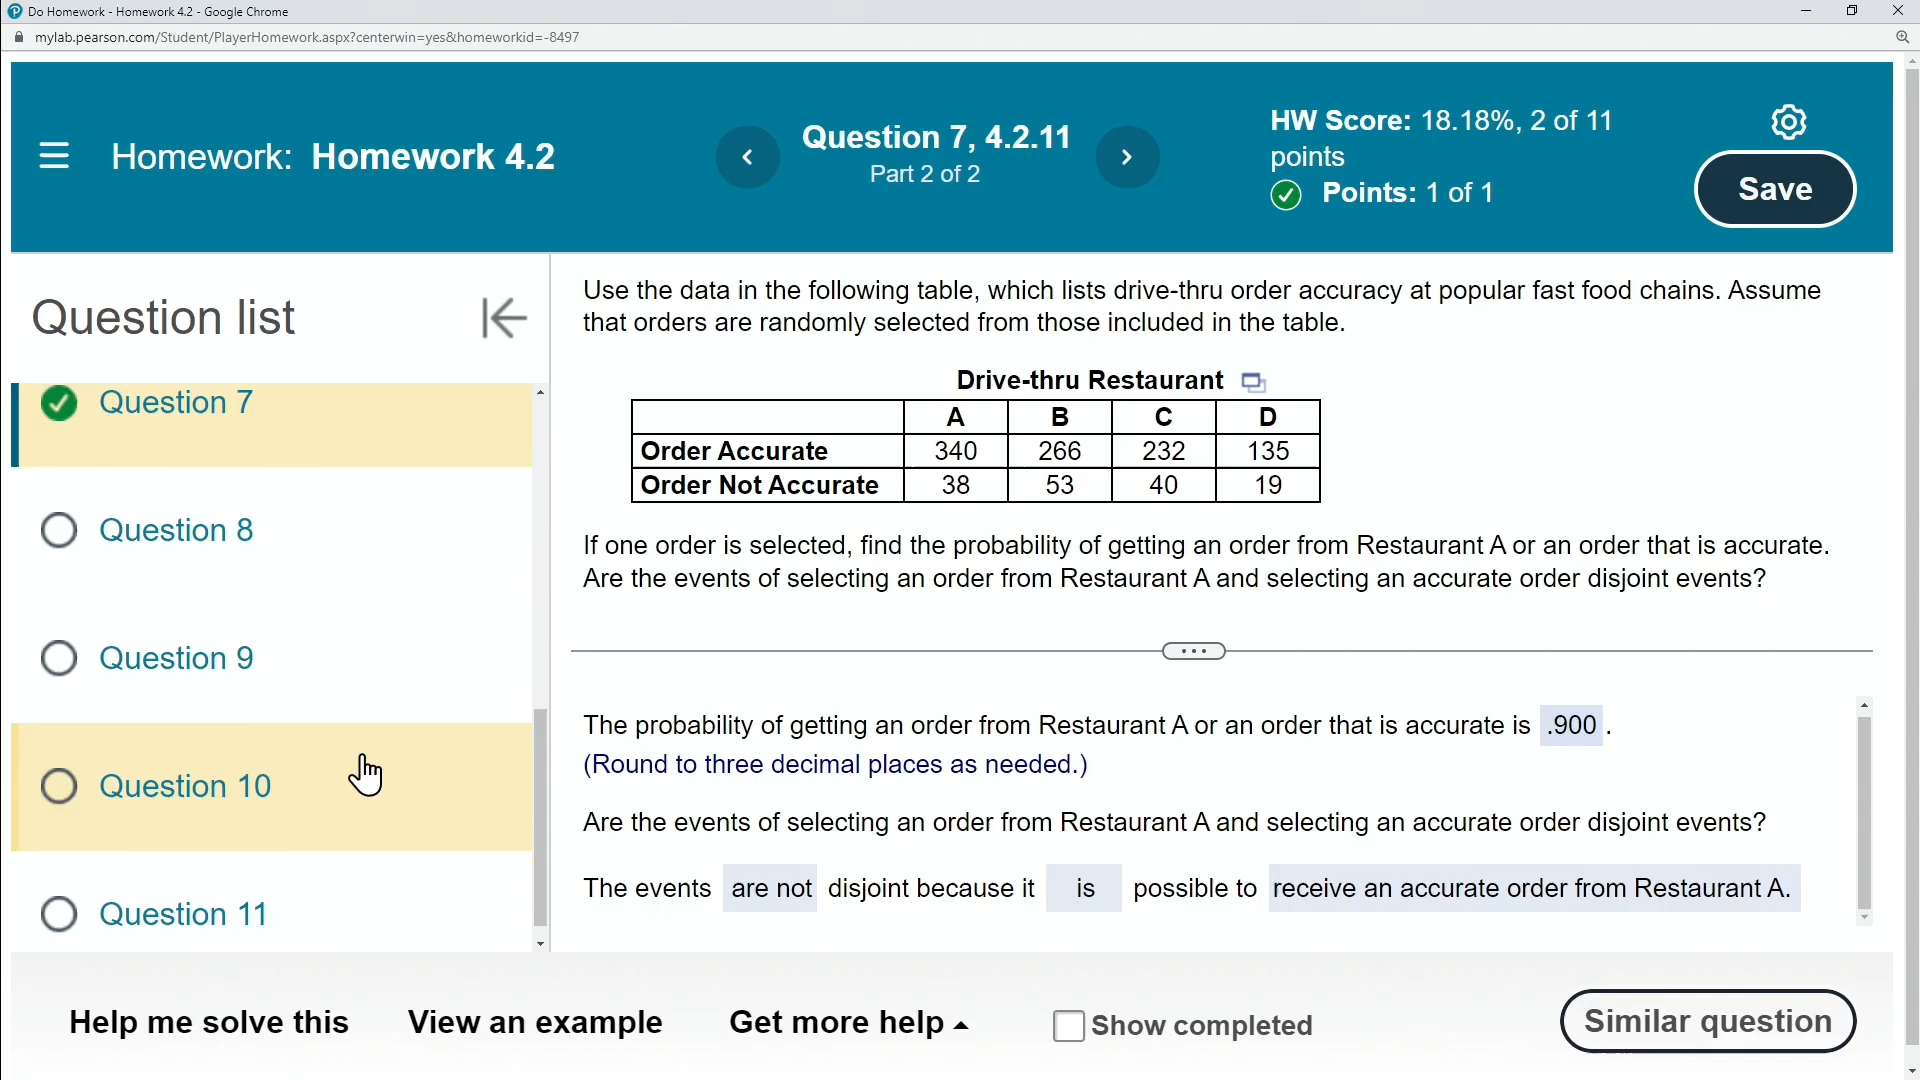 Do Homework - Homework 4.2 - Google Chrome
mylab.pearson.com/Student/PlayerHomework.aspx?centerwin=yes&homeworkid=-8497
Homework: Homework 4.2
Question 7, 4.2.11
Part 2 of 2
HW Score: 18.18%, 2 of 11
points
Points: 1 of 1
Save
Question list
Question 7
Question 8
Question 9
Question 10
Question 11
Use the data in the following table, which lists drive-thru order accuracy at popular fast food chains. Assume
that orders are randomly selected from those included in the table.
Drive-thru Restaurant
A B C D
Order Accurate 340 266 232 135
Order Not Accurate 38 53 40 19
If one order is selected, find the probability of getting an order from Restaurant A or an order that is accurate.
Are the events of selecting an order from Restaurant A and selecting an accurate order disjoint events?
The probability of getting an order from Restaurant A or an order that is accurate is .900 .
(Round to three decimal places as needed.)
Are the events of selecting an order from Restaurant A and selecting an accurate order disjoint events?
The events are not disjoint because it is possible to receive an accurate order from Restaurant A.
Help me solve this
View an example
Get more help
Show completed
Similar question